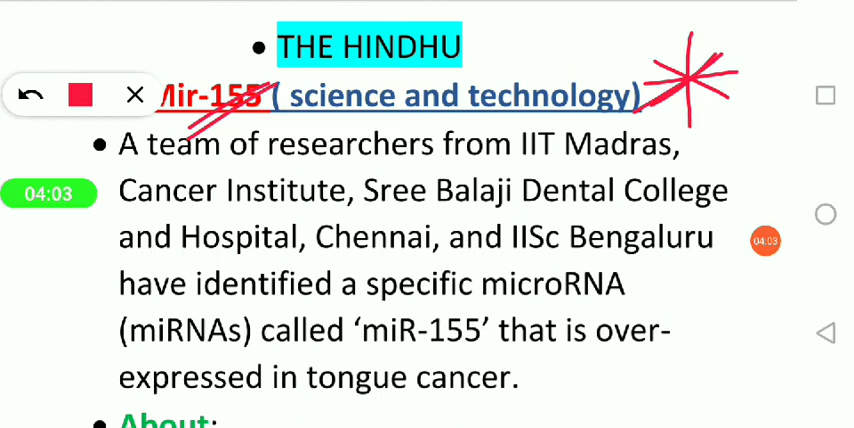 • THE HINDHU
Mir-155 ( science and technology)
• A team of researchers from IIT Madras,
04:03
Cancer Institute, Sree Balaji Dental College
and Hospital, Chennai, and IISc Bengaluru
04:03
have identified a specific microRNA
(miRNAs) called ‘miR-155’ that is over-
expressed in tongue cancer.
• About: